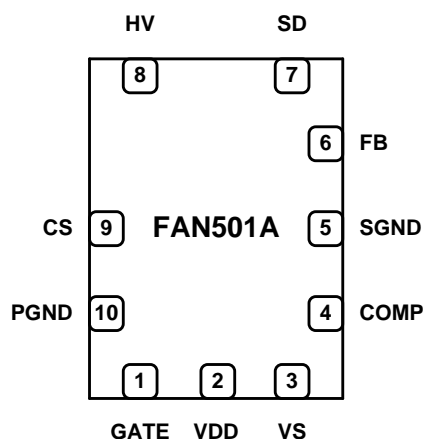 HV SD
8 7
6 FB
CS 9 FAN501A 5 SGND
PGND 10 4 COMP
1 2 3
GATE VDD VS